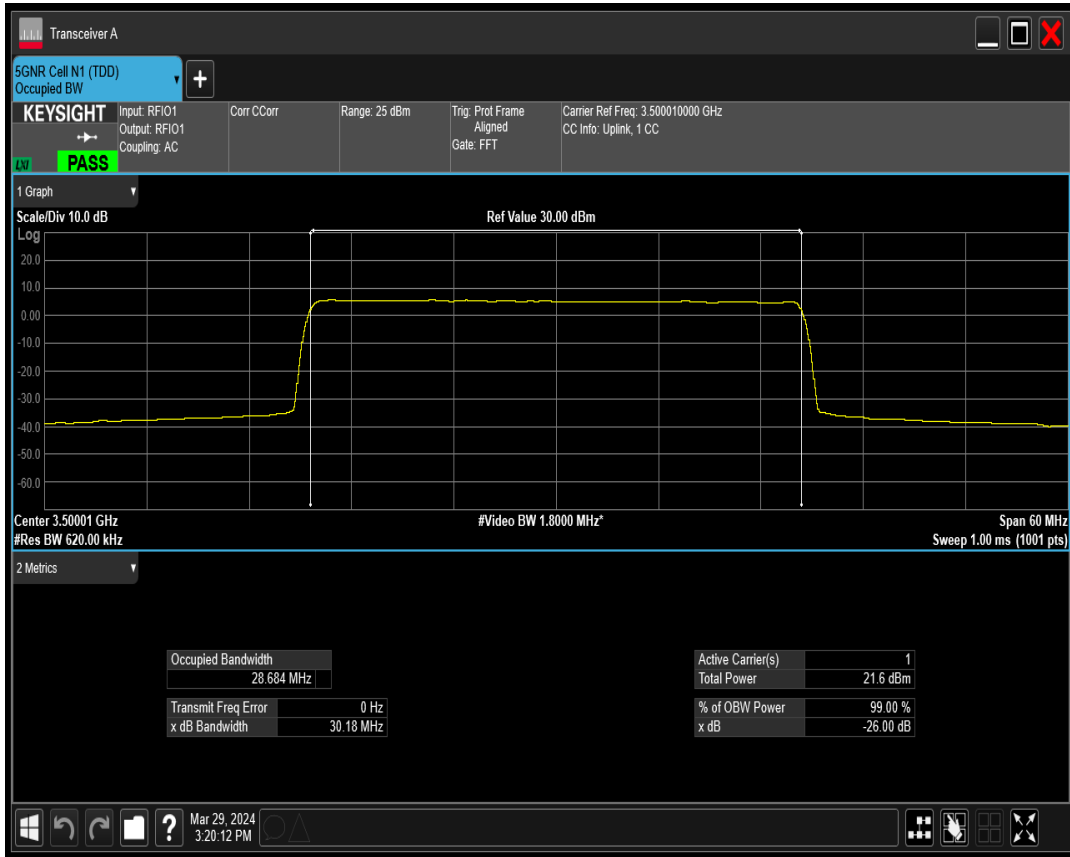 Transceiver A
5GNR Cell N1 (TDD)
Occupied BW
+
KEYSIGHT
LXI
PASS
Input: RFIO1
Output: RFIO1
Coupling: AC
Corr CCorr
Range: 25 dBm
Trig: Prot Frame
Aligned
Gate: FFT
Carrier Ref Freq: 3.500010000 GHz
CC Info: Uplink, 1 CC
1 Graph
Scale/Div 10.0 dB
Ref Value 30.00 dBm
Log
20.0
10.0
0.00
-10.0
-20.0
-30.0
-40.0
-50.0
-60.0
Center 3.50001 GHz
#Video BW 1.8000 MHz*
Span 60 MHz
#Res BW 620.00 kHz
Sweep 1.00 ms (1001 pts)
2 Metrics
Occupied Bandwidth
28.684 MHz
Transmit Freq Error 0 Hz
x dB Bandwidth 30.18 MHz
Active Carrier(s) 1
Total Power 21.6 dBm
% of OBW Power 99.00 %
x dB -26.00 dB
?
Mar 29, 2024
3:20:12 PM